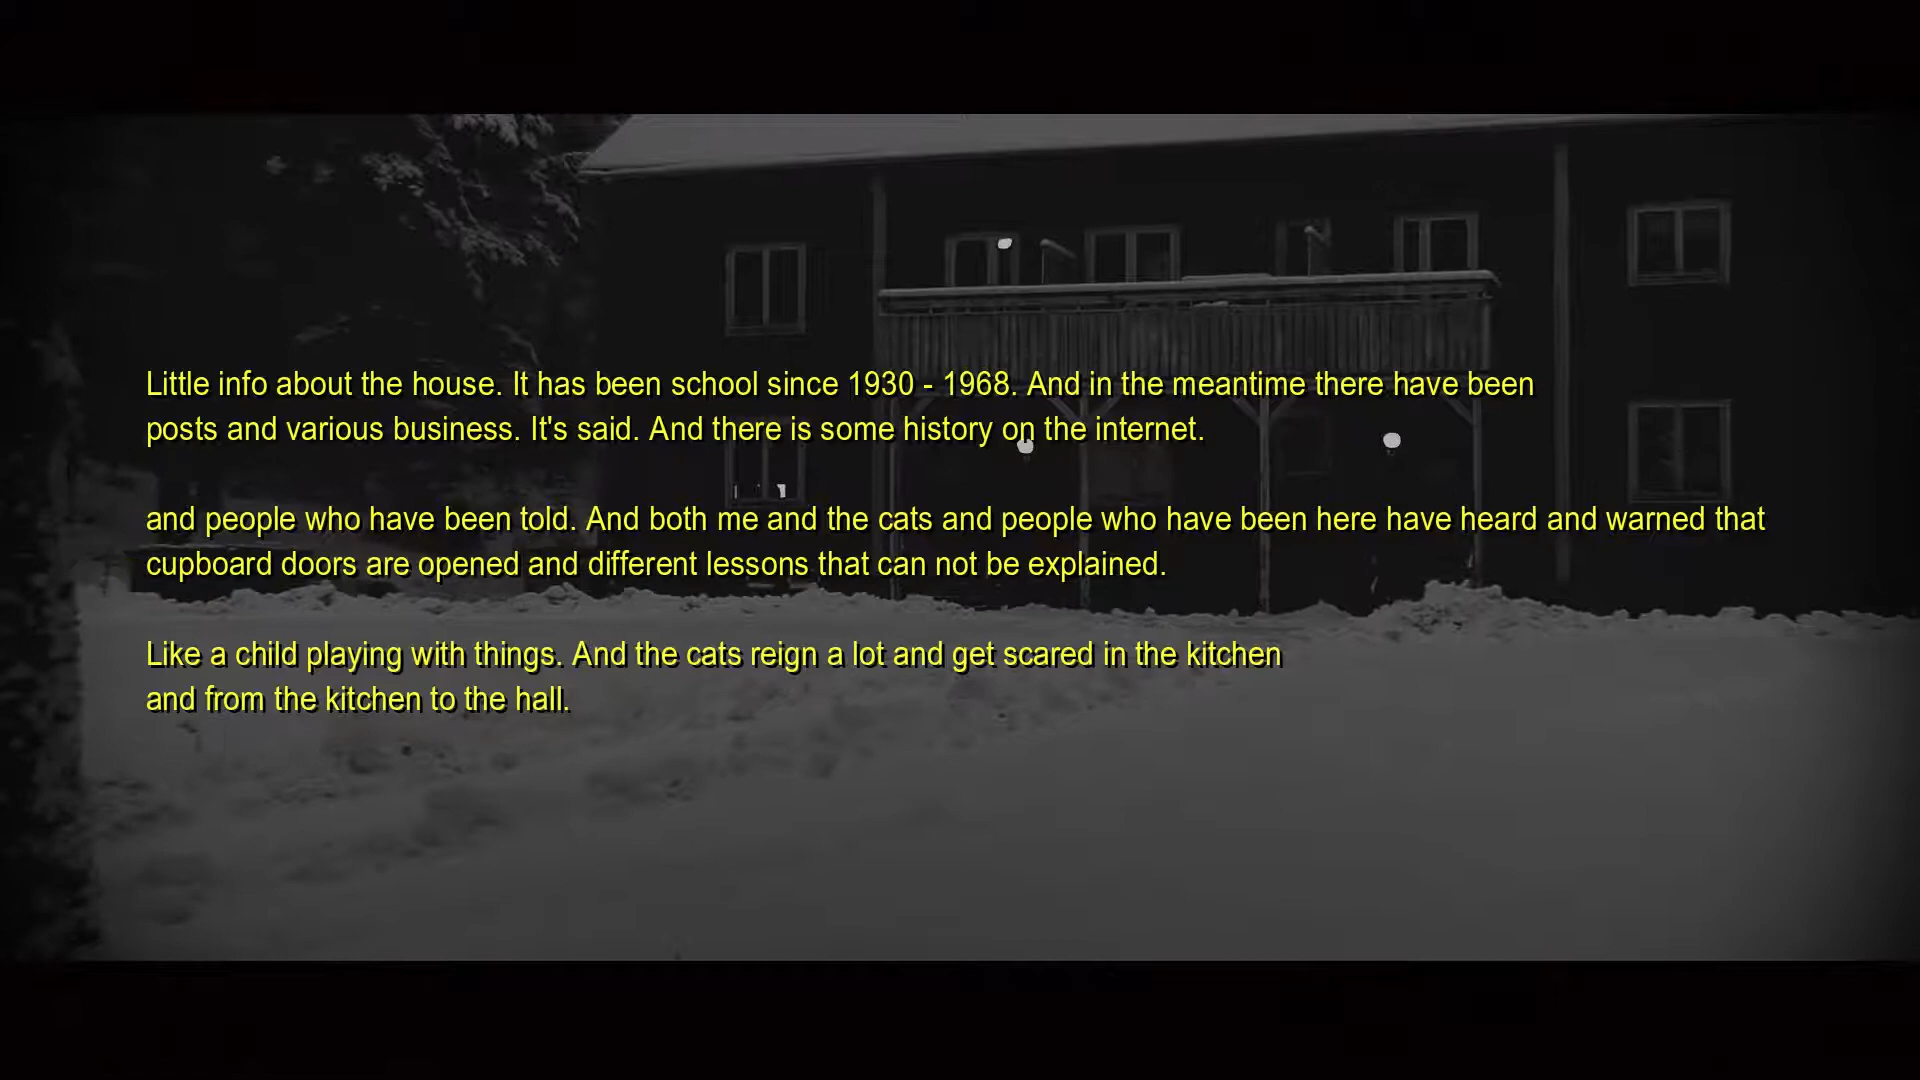 Little info about the house. It has been school since 1930 - 1968. And in the meantime there have been
posts and various business. It's said. And there is some history on the internet.
and people who have been told. And both me and the cats and people who have been here have heard and warned that
cupboard doors are opened and different lessons that can not be explained.
Like a child playing with things. And the cats reign a lot and get scared in the kitchen
and from the kitchen to the hall.